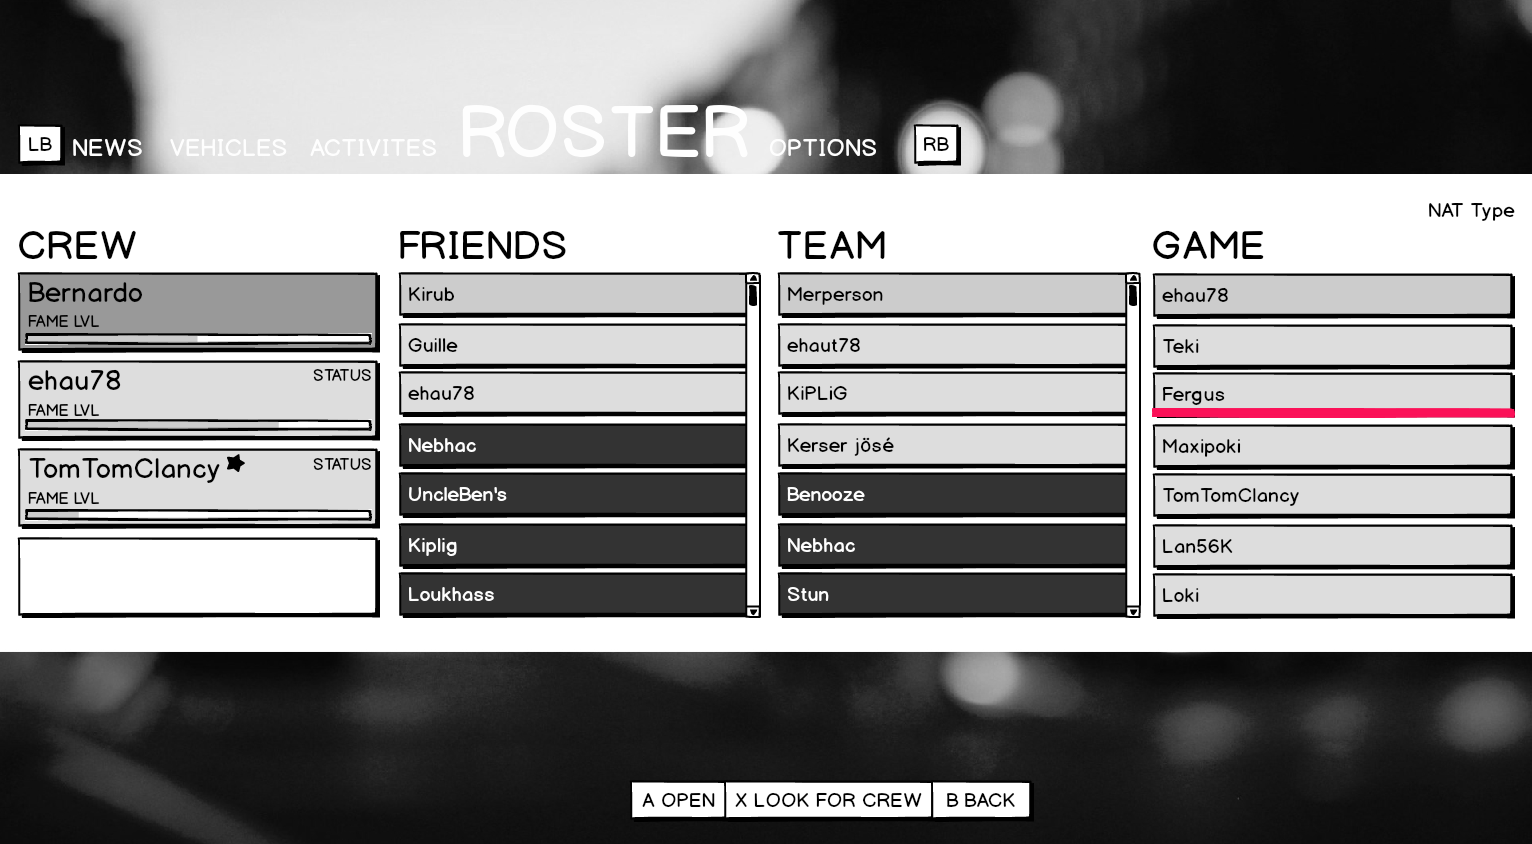 LB NEWS VEHICLES ACTIVITES ROSTER OPTIONS RB
NAT Type
CREW
Bernardo
FAME LVL
ehau78 STATUS
FAME LVL
TomTomClancy STATUS
FAME LVL
FRIENDS
Kirub
Guille
ehau78
Nebhac
UncleBen's
Kiplig
Loukhass
TEAM
Merperson
ehaut78
KiPLiG
Kerser jösé
Benooze
Nebhac
Stun
GAME
ehau78
Teki
Fergus
Maxipoki
TomTomClancy
Lan56K
Loki
A OPEN X LOOK FOR CREW B BACK